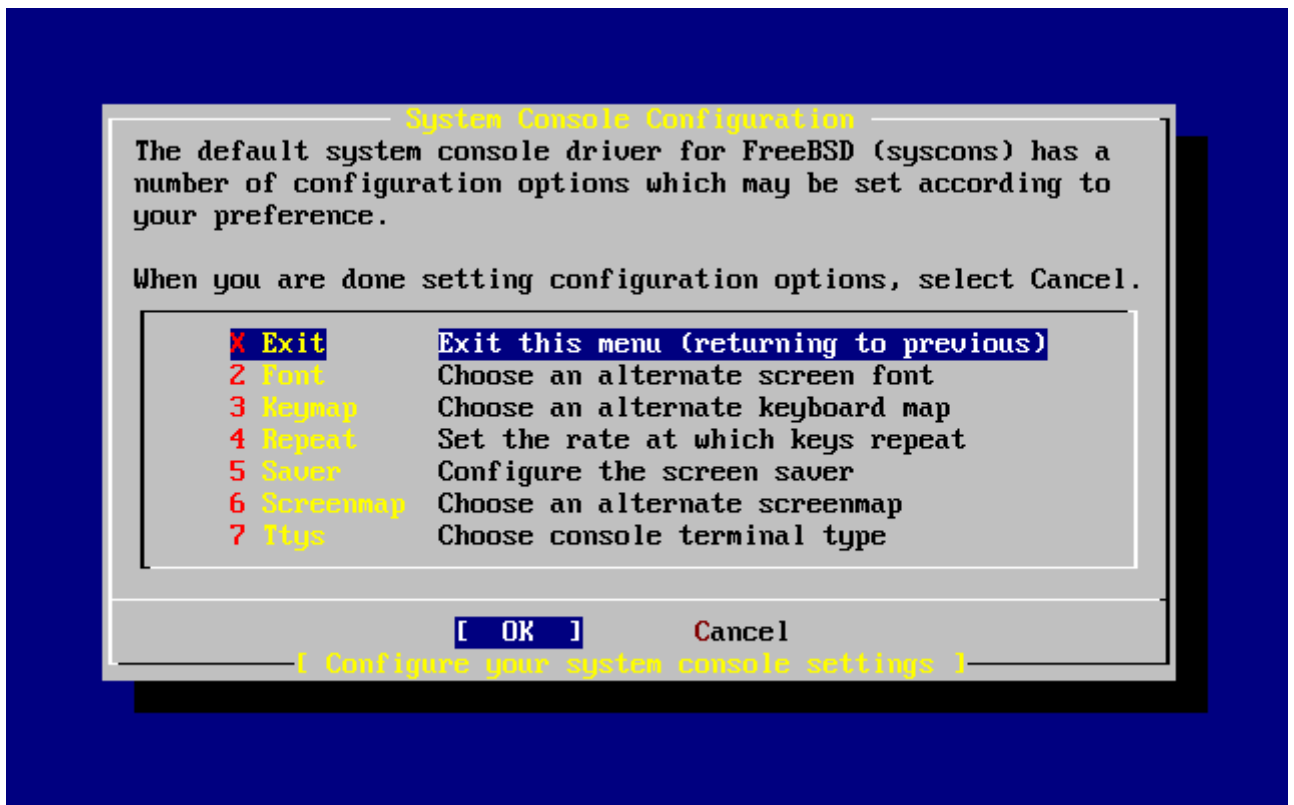 System Console Configuration
The default system console driver for FreeBSD (syscons) has a
number of configuration options which may be set according to
your preference.
When you are done setting configuration options, select Cancel.
X Exit Exit this menu (returning to previous)
2 Font Choose an alternate screen font
3 Keymap Choose an alternate keyboard map
4 Repeat Set the rate at which keys repeat
5 Saver Configure the screen saver
6 Screenmap Choose an alternate screenmap
7 Ttys Choose console terminal type
[ OK ] Cancel
[ Configure your system console settings ]